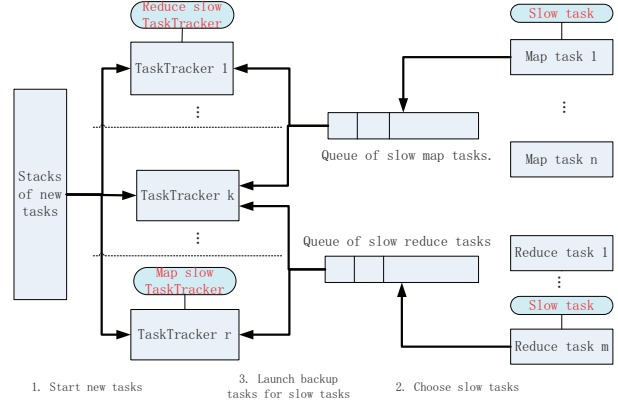 Reduce slow
TaskTracker
Slow task
TaskTracker 1
Map task 1
⋮
⋮
Queue of slow map tasks.
Map task n
Stacks
of new
tasks
TaskTracker k
⋮
Queue of slow reduce tasks
Reduce task 1
⋮
Map slow
TaskTracker
Slow task
TaskTracker r
Reduce task m
1. Start new tasks
3. Launch backup
tasks for slow tasks
2. Choose slow tasks